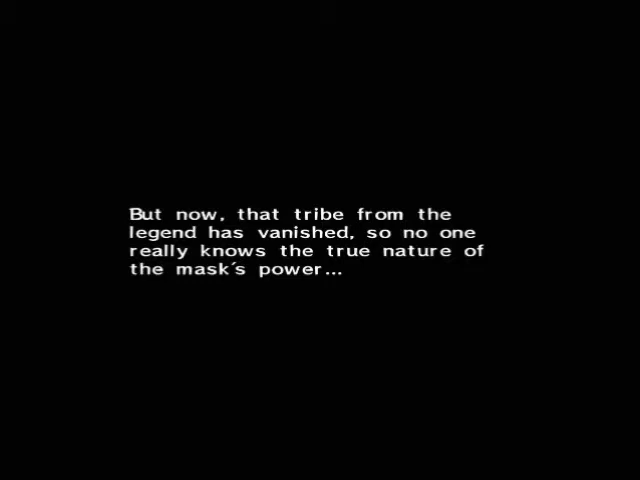 But now, that tribe from the
legend has vanished, so no one
really knows the true nature of
the mask's power...